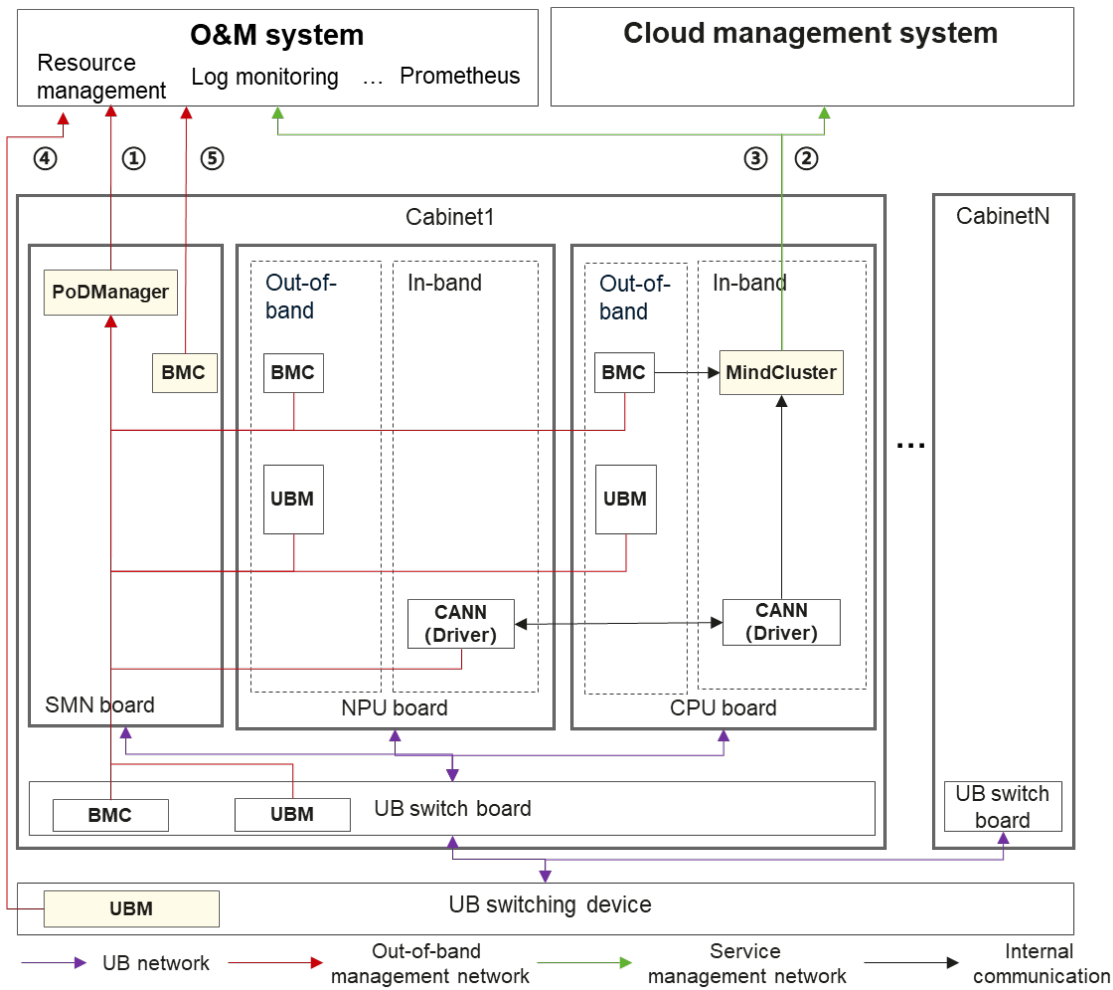 O&M system
Cloud management system
Resource
management
Log monitoring … Prometheus
④
①
⑤
③
②
Cabinet1
CabinetN
PoDManager
Out-of-
band
In-band
Out-of-
band
In-band
BMC
BMC
BMC
MindCluster
...
UBM
UBM
CANN
(Driver)
CANN
(Driver)
SMN board
NPU board
CPU board
BMC
UBM
UB switch board
UB switch
board
UBM
UB switching device
UB network
Out-of-band
management network
Service
management network
Internal
communication